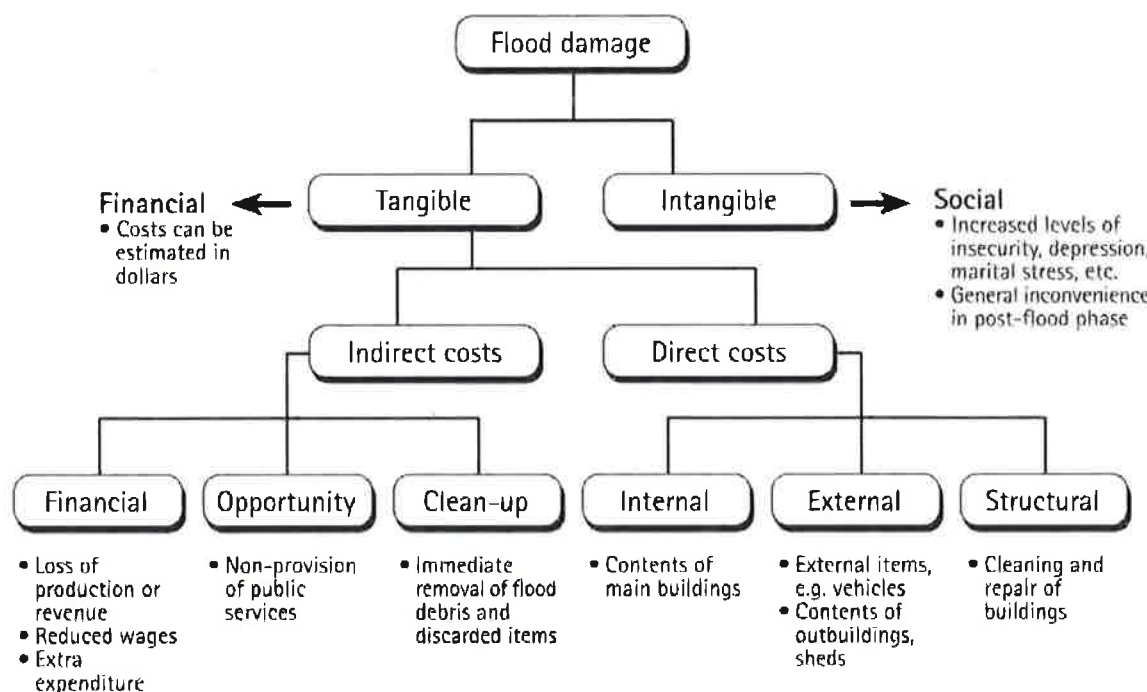 Flood damage
Financial
• Costs can be
estimated in
dollars
Tangible
Intangible
Social
• Increased levels of
insecurity, depression,
marital stress, etc.
• General inconvenience
in post-flood phase
Indirect costs
Direct costs
Financial
• Loss of
production or
revenue
• Reduced wages
• Extra
expenditure
Opportunity
• Non-provision
of public
services
Clean-up
• Immediate
removal of flood
debris and
discarded items
Internal
• Contents of
main buildings
External
• External items,
e.g. vehicles
• Contents of
outbuildings,
sheds
Structural
• Cleaning and
repair of
buildings